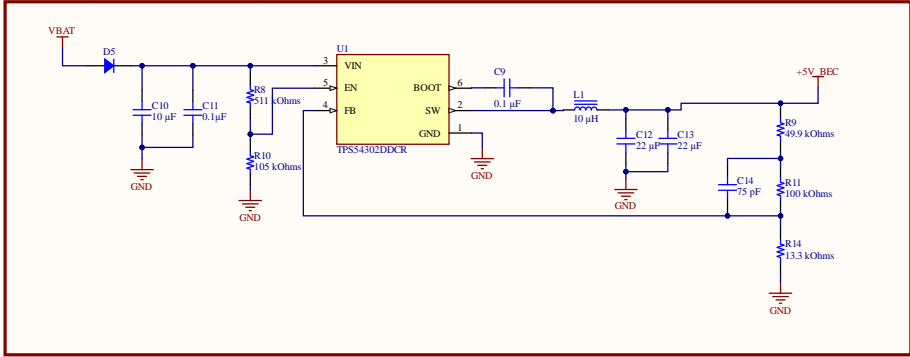 VBAT
D5
C10
10 µF
C11
0.1µF
R8
511 kOhms
R10
105 kOhms
GND
GND
U1
3
VIN
5
EN
4
FB
BOOT
6
SW
2
GND
1
TPS54302DDCR
GND
C9
0.1 µF
L1
10 µH
C12
22 µF
C13
22 µF
GND
+5V_BEC
R9
49.9 kOhms
C14
75 pF
R11
100 kOhms
R14
13.3 kOhms
GND